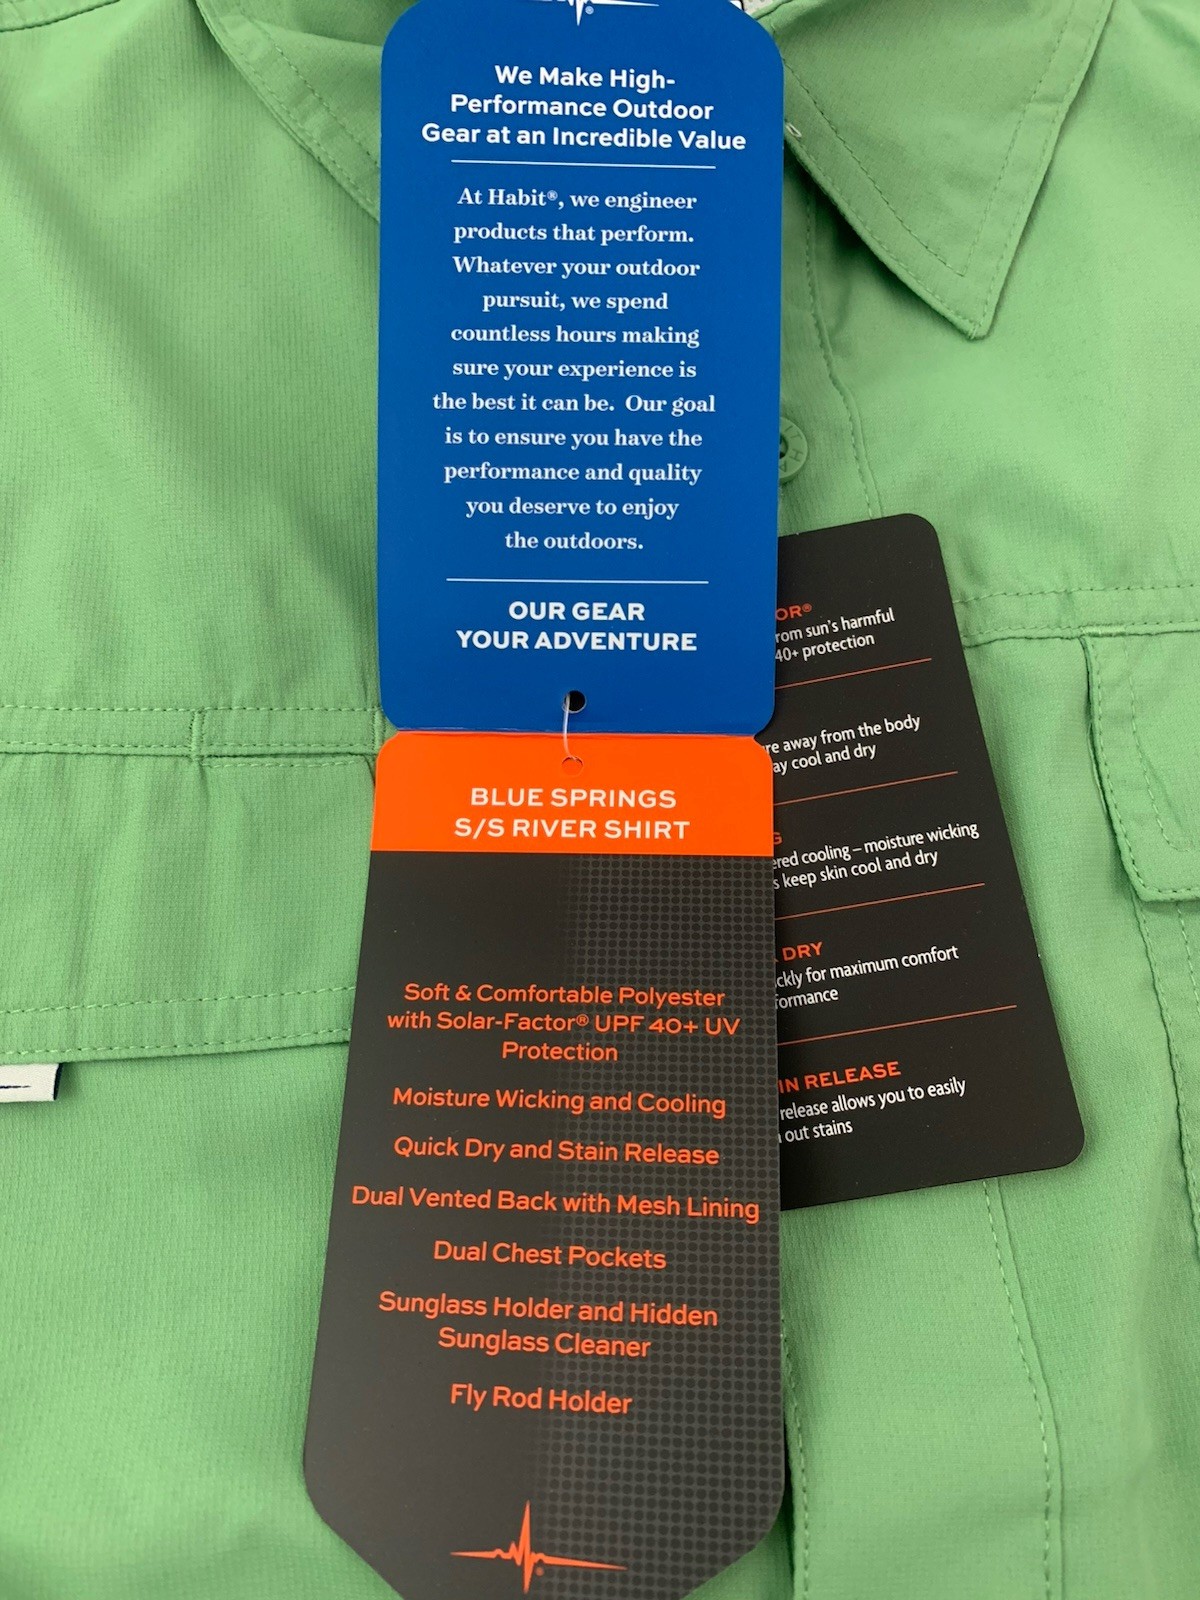 We Make High-
Performance Outdoor
Gear at an Incredible Value
At Habit®, we engineer
products that perform.
Whatever your outdoor
pursuit, we spend
countless hours making
sure your experience is
the best it can be. Our goal
is to ensure you have the
performance and quality
you deserve to enjoy
the outdoors.
OUR GEAR
YOUR ADVENTURE
BLUE SPRINGS
S/S RIVER SHIRT
Soft & Comfortable Polyester
with Solar-Factor® UPF 40+ UV
Protection
Moisture Wicking and Cooling
Quick Dry and Stain Release
Dual Vented Back with Mesh Lining
Dual Chest Pockets
Sunglass Holder and Hidden
Sunglass Cleaner
Fly Rod Holder
sun's harmful
40+ protection
away from the body
cool and dry
cooling – moisture wicking
keep skin cool and dry
DRY
for maximum comfort
RELEASE
release allows you to easily
out stains